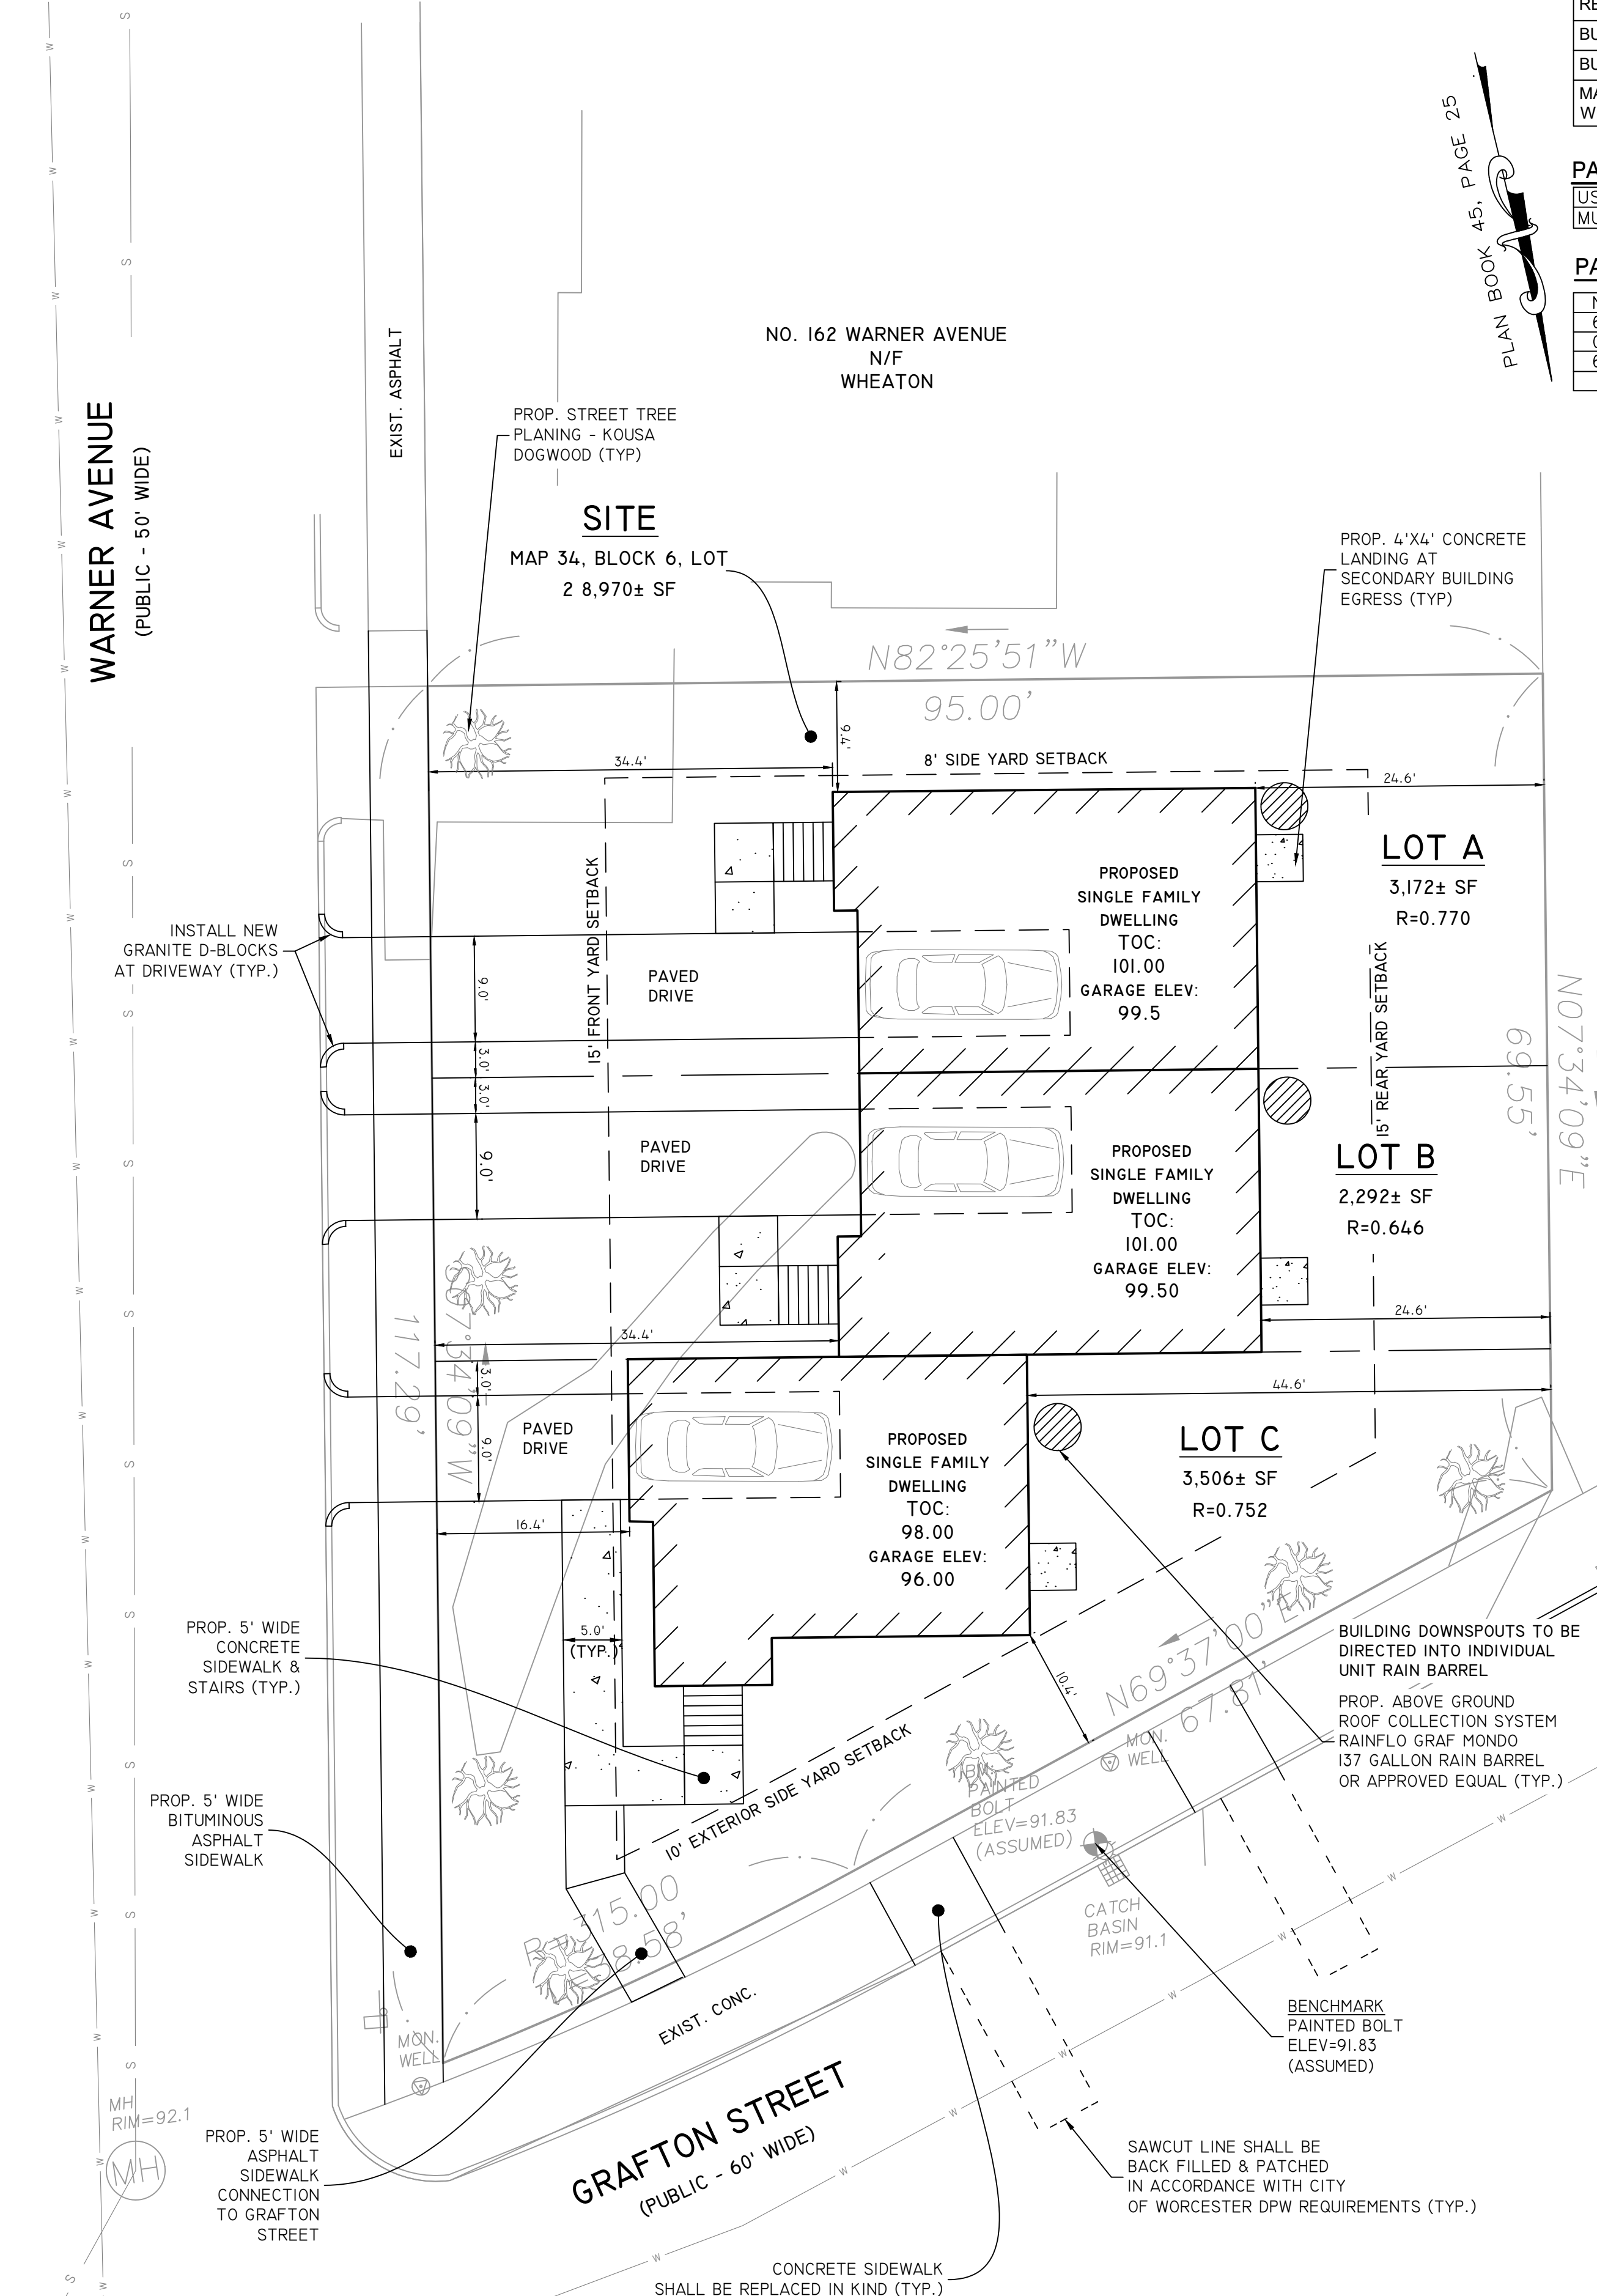 RE
BU
BU
MA
W
PLAN BOOK 45, PAGE 25
PA
US
MU
PA
WARNER AVENUE
(PUBLIC - 50' WIDE)
EXIST. ASPHALT
NO. 162 WARNER AVENUE
N/F
WHEATON
PROP. STREET TREE
PLANING - KOUSA
DOGWOOD (TYP)
SITE
MAP 34, BLOCK 6, LOT
2 8,970± SF
PROP. 4'X4' CONCRETE
LANDING AT
SECONDARY BUILDING
EGRESS (TYP)
N82°25'51"W
95.00'
9.4'
34.4'
8' SIDE YARD SETBACK
24.6'
LOT A
3,172± SF
R=0.770
PROPOSED
SINGLE FAMILY
DWELLING
TOC:
101.00
GARAGE ELEV:
99.5
15' FRONT YARD SETBACK
INSTALL NEW
GRANITE D-BLOCKS
AT DRIVEWAY (TYP.)
PAVED
DRIVE
9.0'
3.0'
3.0'
15' REAR YARD SETBACK
N07°34'09"E
69.55'
PAVED
DRIVE
9.0'
PROPOSED
SINGLE FAMILY
DWELLING
TOC:
101.00
GARAGE ELEV:
99.50
LOT B
2,292± SF
R=0.646
24.6'
34.4'
S07°34'09"W
117.29'
3.0'
9.0'
44.6'
PAVED
DRIVE
PROPOSED
SINGLE FAMILY
DWELLING
TOC:
98.00
GARAGE ELEV:
96.00
LOT C
3,506± SF
R=0.752
16.4'
5.0'
(TYP.)
PROP. 5' WIDE
CONCRETE
SIDEWALK &
STAIRS (TYP.)
10.4'
N69°37'00"E
67.81'
BUILDING DOWNSPOUTS TO BE
DIRECTED INTO INDIVIDUAL
UNIT RAIN BARREL
PROP. ABOVE GROUND
ROOF COLLECTION SYSTEM
RAINFLO GRAF MONDO
137 GALLON RAIN BARREL
OR APPROVED EQUAL (TYP.)
10' EXTERIOR SIDE YARD SETBACK
MON.
WELL
PAINTED
BOLT
ELEV=91.83
(ASSUMED)
PROP. 5' WIDE
BITUMINOUS
ASPHALT
SIDEWALK
CATCH
BASIN
RIM=91.1
EXIST. CONC.
BENCHMARK
PAINTED BOLT
ELEV=91.83
(ASSUMED)
MON.
WELL
MH
RIM=92.1
MH
PROP. 5' WIDE
ASPHALT
SIDEWALK
CONNECTION
TO GRAFTON
STREET
GRAFTON STREET
(PUBLIC - 60' WIDE)
SAWCUT LINE SHALL BE
BACK FILLED & PATCHED
IN ACCORDANCE WITH CITY
OF WORCESTER DPW REQUIREMENTS (TYP.)
CONCRETE SIDEWALK
SHALL BE REPLACED IN KIND (TYP.)